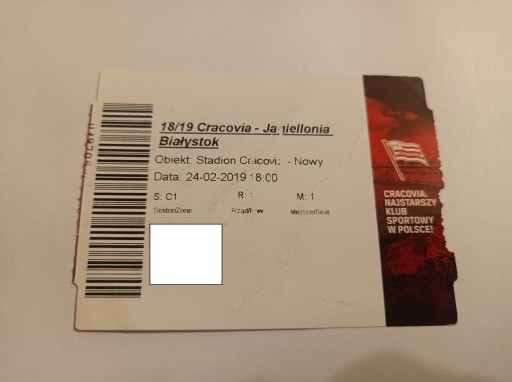 18/19 Cracovia - Jagiellonia
Białystok
Obiekt: Stadion Cracovii - Nowy
Data: 24-02-2019 18:00
S: C1 R: 1 M: 1
Sektor/Zone Rząd/Row Miejsce/Seat
CRACOVIA.
NAJSTARSZY
KLUB
SPORTOWY
W POLSCE!